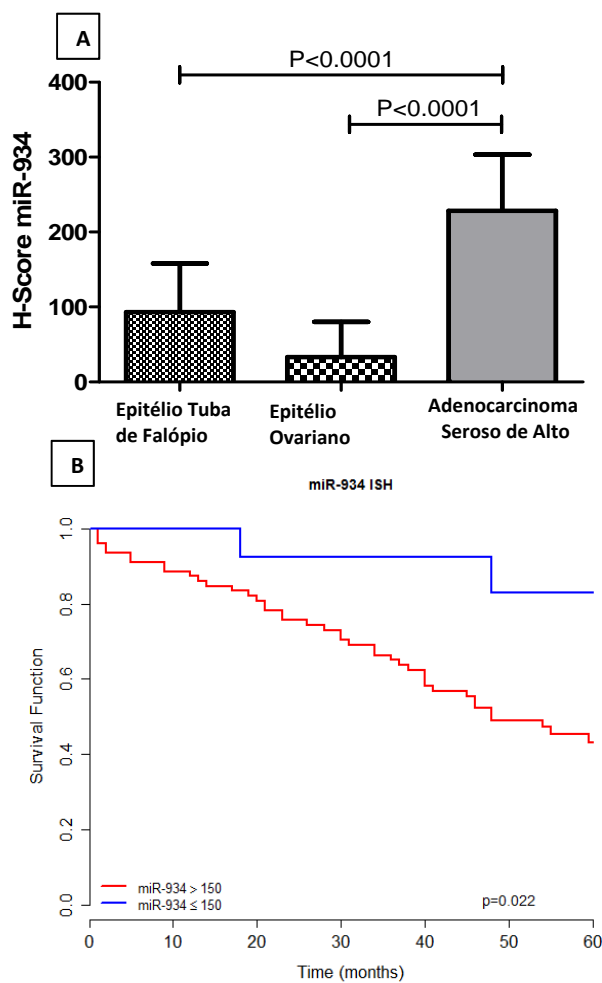 A
P<0.0001
P<0.0001
H-Score miR-934
400
300
200
100
0
Epitélio Tuba
de Falópio
Epitélio
Ovariano
Adenocarcinoma
Seroso de Alto
B
miR-934 ISH
Survival Function
1.0
0.8
0.6
0.4
0.2
0.0
miR-934 > 150
miR-934 ≤ 150
p=0.022
0 10 20 30 40 50 60
Time (months)